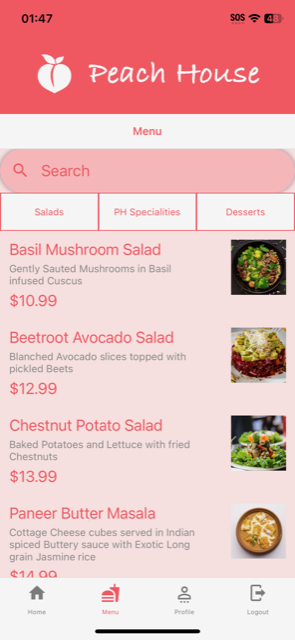 01:47
SOS 43
Peach House
Menu
Search
Salads
PH Specialities
Desserts
Basil Mushroom Salad
Gently Sauted Mushrooms in Basil
infused Cuscus
$10.99
Beetroot Avocado Salad
Blanched Avocado slices topped with
pickled Beets
$12.99
Chestnut Potato Salad
Baked Potatoes and Lettuce with fried
Chestnuts
$13.99
Paneer Butter Masala
Cottage Cheese cubes served in Indian
spiced Buttery sauce with Exotic Long
grain Jasmine rice
$14.99
Home
Menu
Profile
Logout